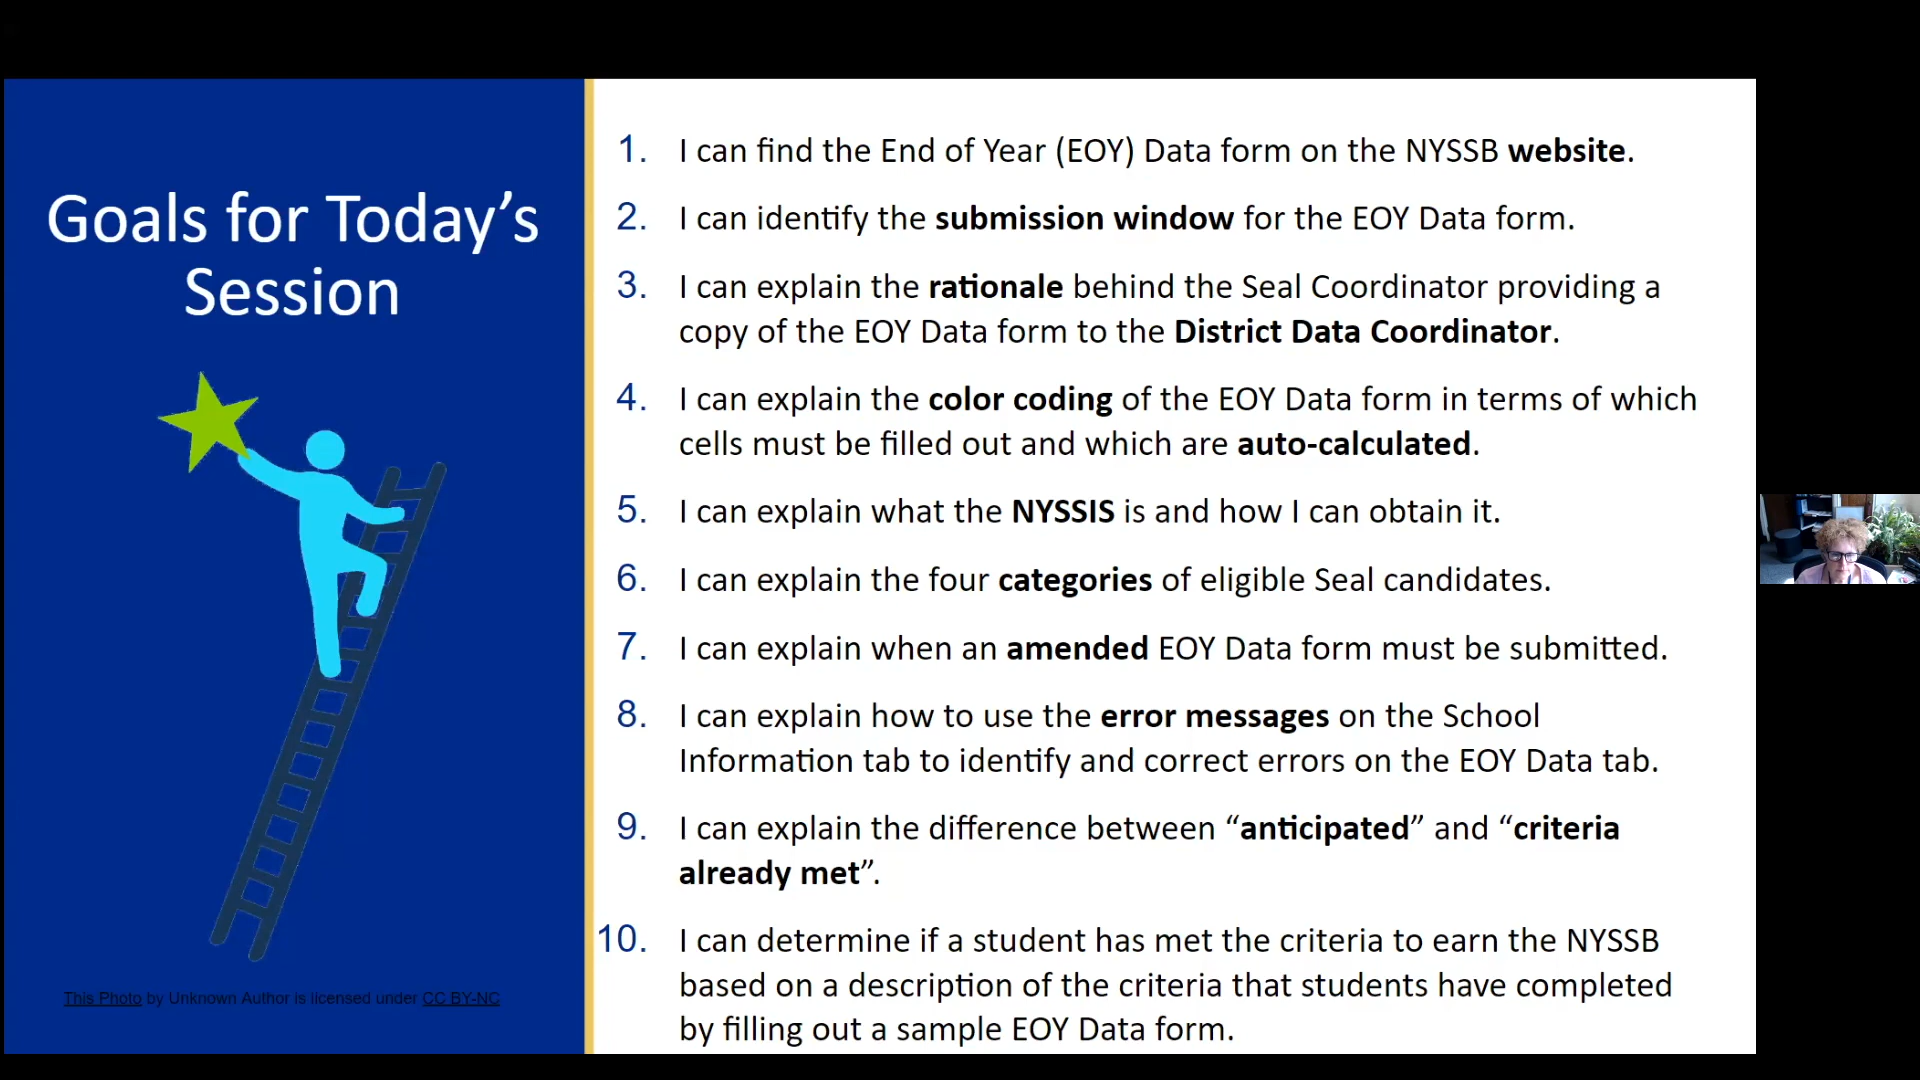 Goals for Today’s
Session
This Photo by Unknown Author is licensed under CC BY-NC
1. I can find the End of Year (EOY) Data form on the NYSSB website.
2. I can identify the submission window for the EOY Data form.
3. I can explain the rationale behind the Seal Coordinator providing a
copy of the EOY Data form to the District Data Coordinator.
4. I can explain the color coding of the EOY Data form in terms of which
cells must be filled out and which are auto-calculated.
5. I can explain what the NYSSIS is and how I can obtain it.
6. I can explain the four categories of eligible Seal candidates.
7. I can explain when an amended EOY Data form must be submitted.
8. I can explain how to use the error messages on the School
Information tab to identify and correct errors on the EOY Data tab.
9. I can explain the difference between “anticipated” and “criteria
already met”.
10. I can determine if a student has met the criteria to earn the NYSSB
based on a description of the criteria that students have completed
by filling out a sample EOY Data form.